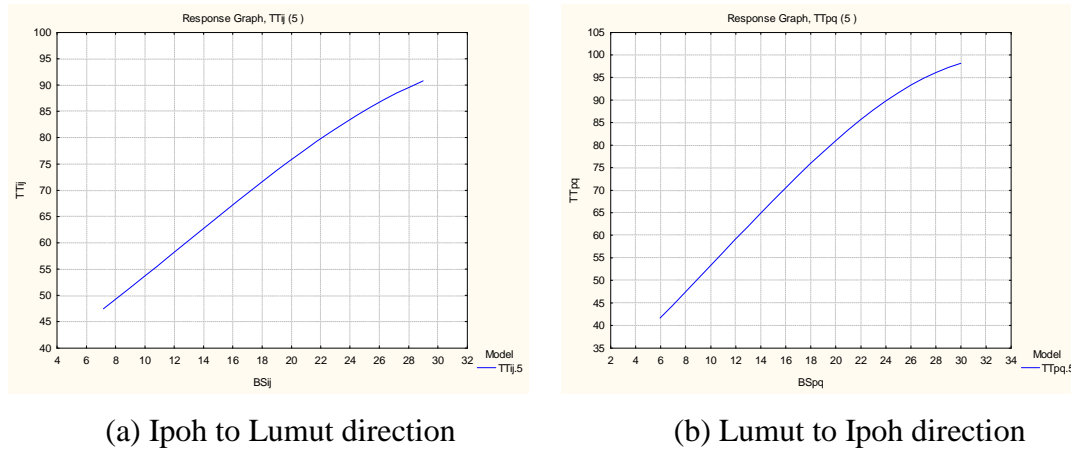 Response Graph, TTij (5 )
100
95
90
85
80
75
70
65
60
55
50
45
40
TTij
4 6 8 10 12 14 16 18 20 22 24 26 28 30 32
BSij
Model
TTij.5
(a) Ipoh to Lumut direction
Response Graph, TTpq (5 )
105
100
95
90
85
80
75
70
65
60
55
50
45
40
35
TTpq
2 4 6 8 10 12 14 16 18 20 22 24 26 28 30 32 34
BSpq
Model
TTpq.5
(b) Lumut to Ipoh direction